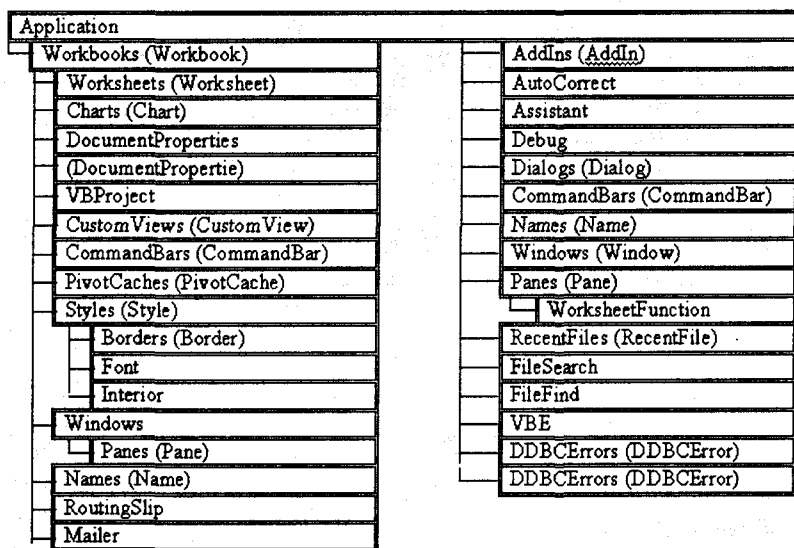 Application
Workbooks (Workbook)
Worksheets (Worksheet)
Charts (Chart)
DocumentProperties
(DocumentPropertie)
VBProject
CustomViews (CustomView)
CommandBars (CommandBar)
PivotCaches (PivotCache)
Styles (Style)
Borders (Border)
Font
Interior
Windows
Panes (Pane)
Names (Name)
RoutingSlip
Mailer
AddIns (AddIn)
AutoCorrect
Assistant
Debug
Dialogs (Dialog)
CommandBars (CommandBar)
Names (Name)
Windows (Window)
Panes (Pane)
WorksheetFunction
RecentFiles (RecentFile)
FileSearch
FileFind
VBE
DDBCErrors (DDBCError)
DDBCErrors (DDBCError)